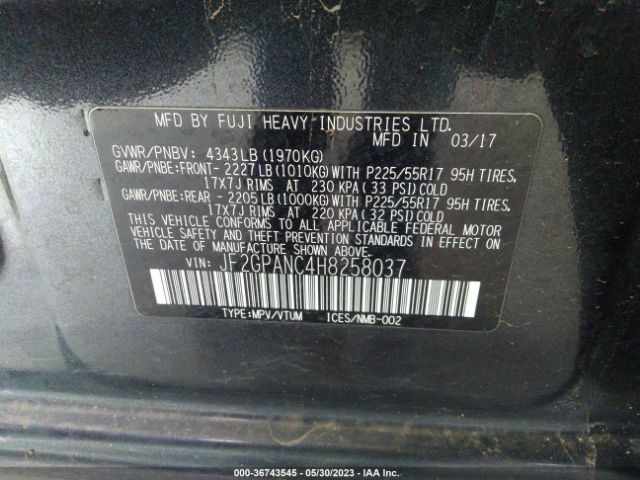 MFD BY FUJI HEAVY INDUSTRIES LTD.
MFD IN 03/17
GVWR/PNBV: 4343LB (1970KG)
GAWR/PNBE:FRONT- 2227 LB (1010KG) WITH P225/55R17 95H TIRES,
17X7J RIMS AT 230 KPA (33 PSI) COLD
GAWR/PNBE:REAR - 2205 LB (1000KG) WITH P225/55R17 95H TIRES,
17X7J RIMS AT 220 KPA (32 PSI) COLD
THIS VEHICLE CONFORMS TO ALL APPLICABLE FEDERAL MOTOR
VEHICLE SAFETY AND THEFT PREVENTION STANDARDS IN EFFECT ON
THE DATE OF MANUFACTURE SHOWN ABOVE.
VIN: JF2GPANC4H8258037
TYPE:MPV/VTUM ICES/NMB-002
000-36743545 - 05/30/2023 - IAA Inc.